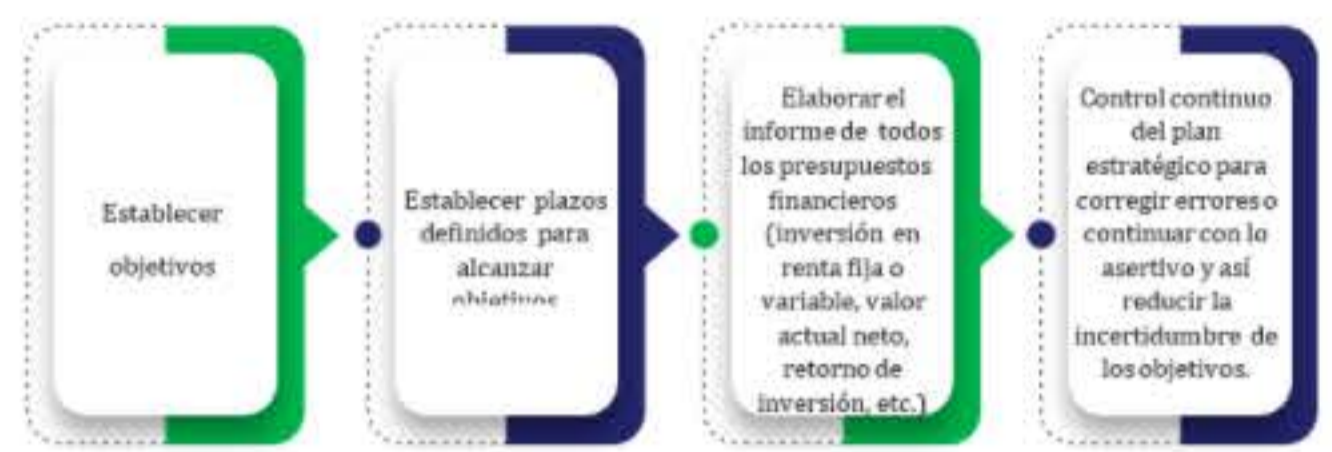 Establecer
objetivos
Establecer plazos
definidos para
alcanzar
objetivos
Elaborar el
informe de todos
los presupuestos
financieros
(inversión en
renta fija o
variable, valor
actual neto,
retorno de
inversión, etc.)
Control continuo
del plan
estratégico para
corregir errores o
continuar con lo
asertivo y así
reducir la
incertidumbre de
los objetivos.